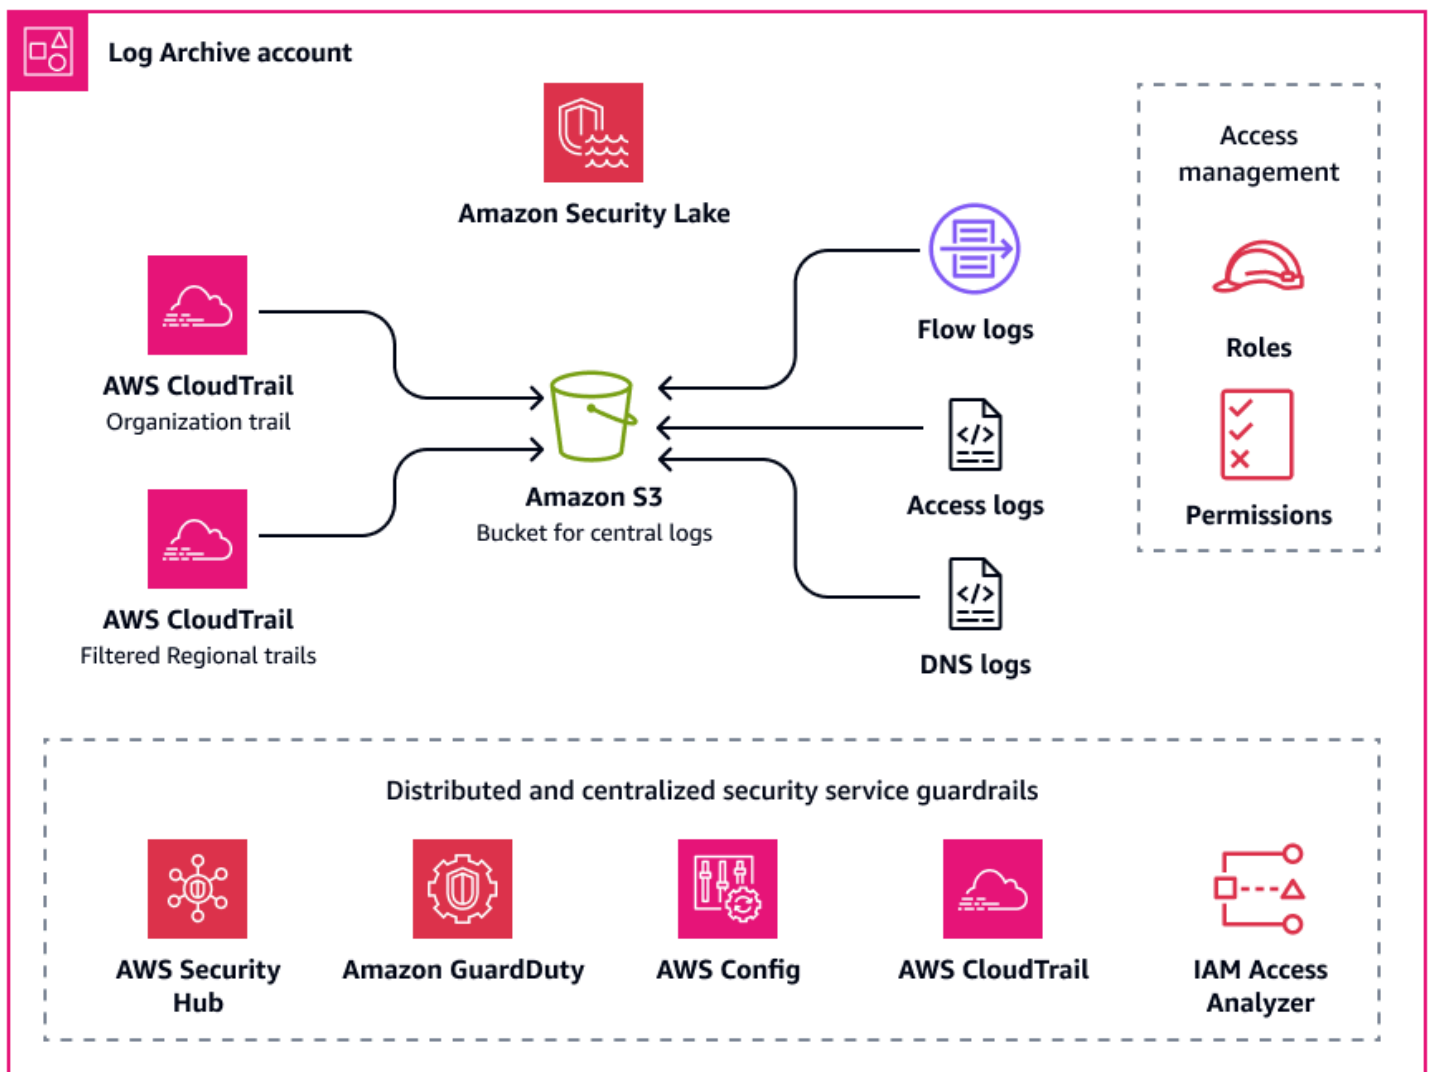 Log Archive account
Amazon Security Lake
Access
management
Roles
Permissions
Flow logs
AWS CloudTrail
Organization trail
Amazon S3
Bucket for central logs
Access logs
</>
AWS CloudTrail
Filtered Regional trails
DNS logs
</>
Distributed and centralized security service guardrails
AWS Security
Hub
Amazon GuardDuty
AWS Config
AWS CloudTrail
IAM Access
Analyzer